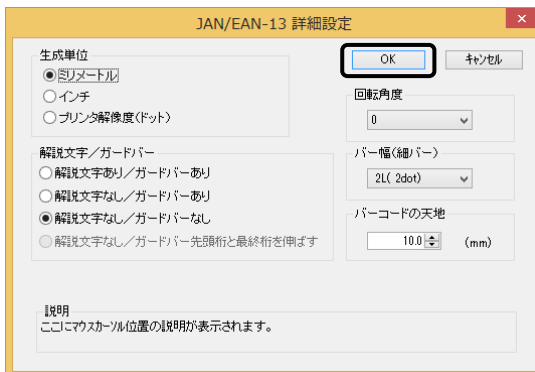 JAN/EAN-13 詳細設定
×
生成単位
ミリメートル
インチ
プリンタ解像度(ドット)
OK
キャンセル
回転角度
0
解説文字／ガードバー
解説文字あり／ガードバーあり
解説文字なし／ガードバーあり
解説文字なし／ガードバーなし
解説文字なし／ガードバー先頭桁と最終桁を伸ばす
バー幅(細バー)
2L( 2dot)
バーコードの天地
10.0
(mm)
説明
ここにマウスカーソル位置の説明が表示されます。